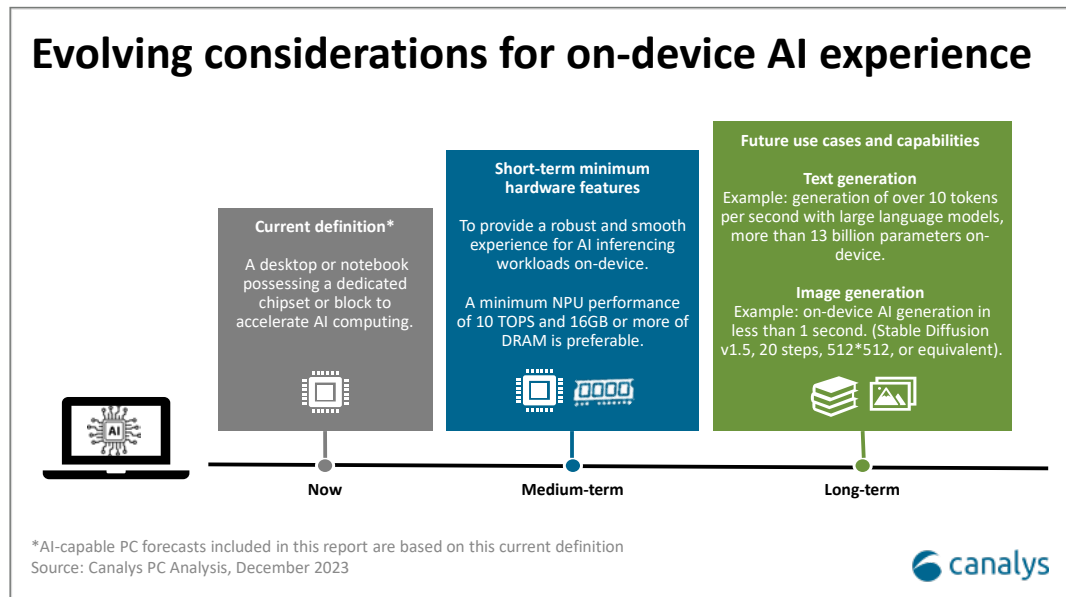 Evolving considerations for on-device AI experience
Current definition*
A desktop or notebook
possessing a dedicated
chipset or block to
accelerate AI computing.
Short-term minimum
hardware features
To provide a robust and smooth
experience for AI inferencing
workloads on-device.
A minimum NPU performance
of 10 TOPS and 16GB or more of
DRAM is preferable.
Future use cases and capabilities
Text generation
Example: generation of over 10 tokens
per second with large language models,
more than 13 billion parameters on-
device.
Image generation
Example: on-device AI generation in
less than 1 second. (Stable Diffusion
v1.5, 20 steps, 512*512, or equivalent).
AI
Now
Medium-term
Long-term
*AI-capable PC forecasts included in this report are based on this current definition
Source: Canalys PC Analysis, December 2023
canalys